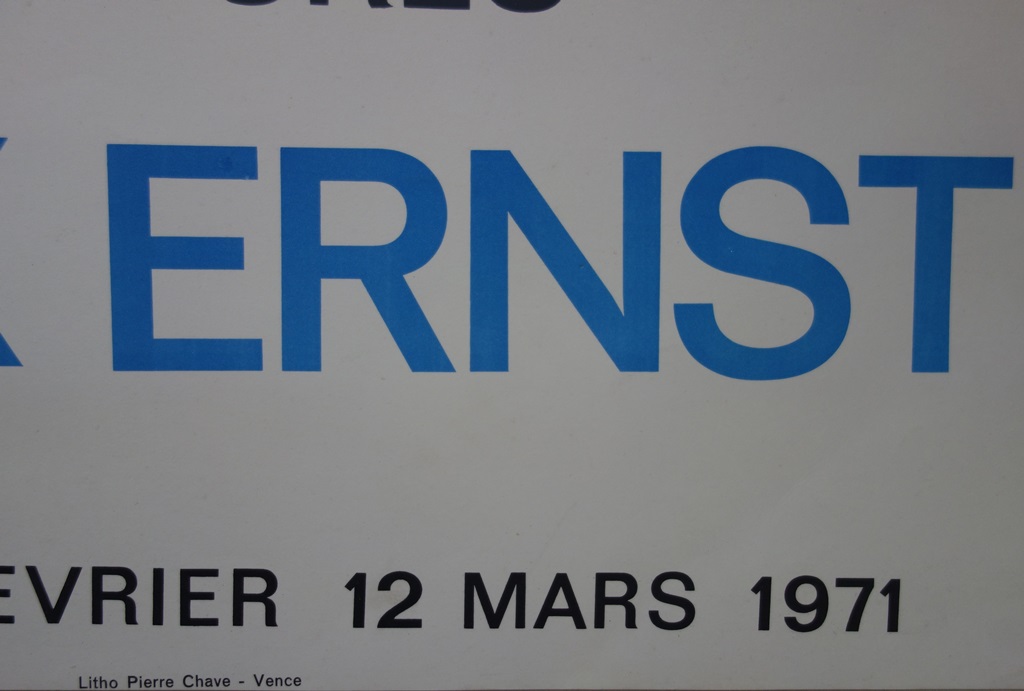 X ERNST
EVRIER 12 MARS 1971
Litho Pierre Chave - Vence